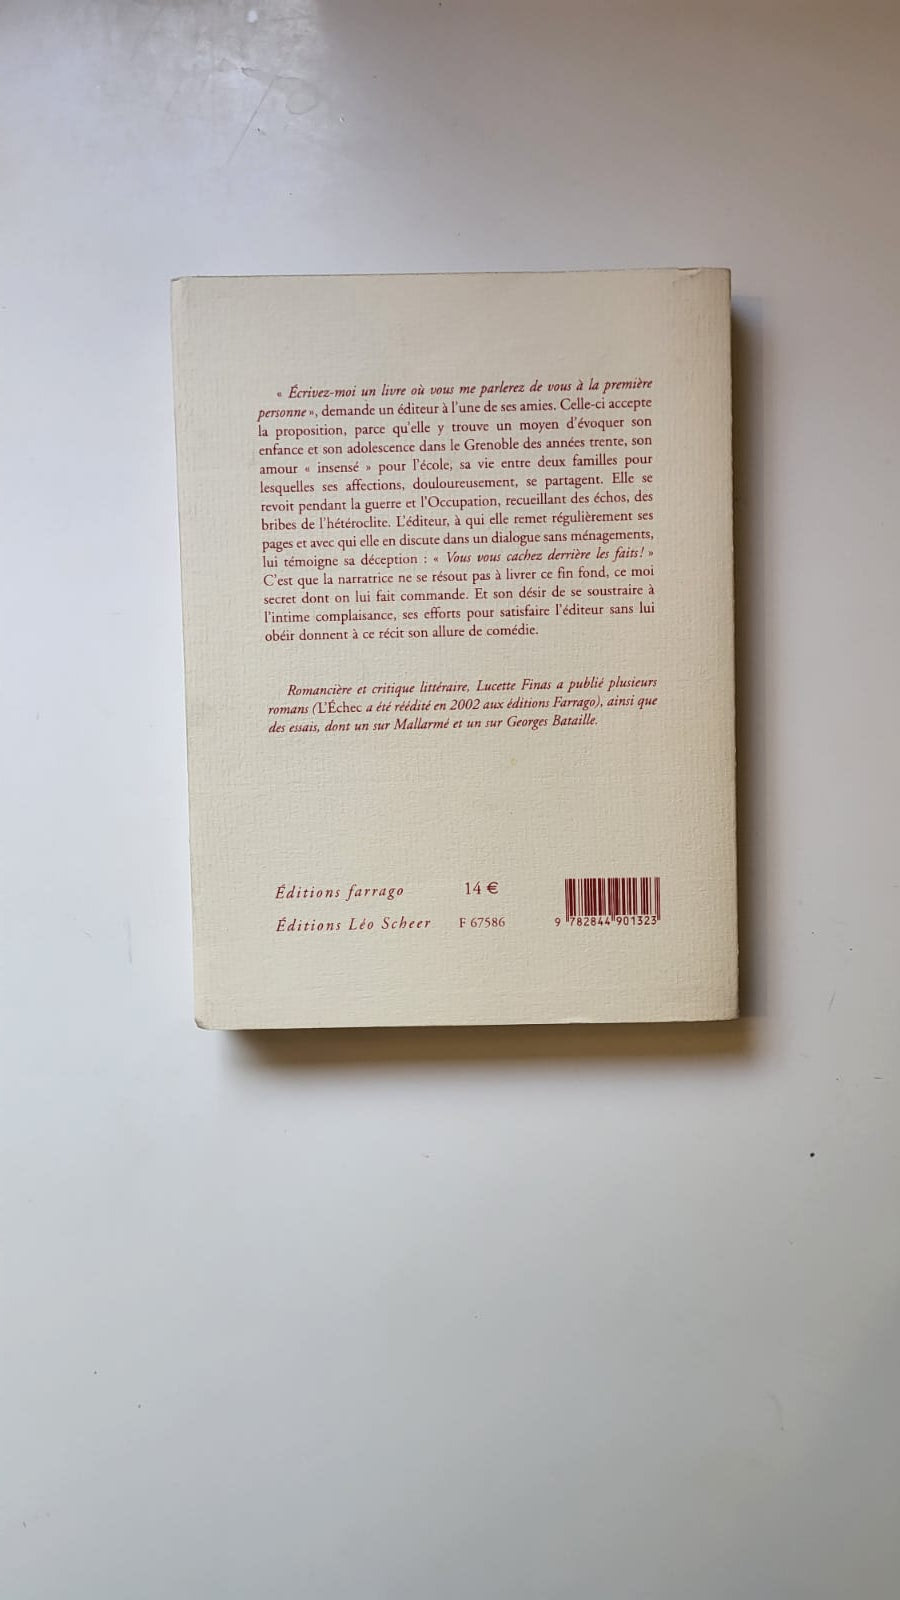 « Écrivez-moi un livre où vous me parlerez de vous à la première
personne », demande un éditeur à l'une de ses amies. Celle-ci accepte
la proposition, parce qu'elle y trouve un moyen d'évoquer son
enfance et son adolescence dans le Grenoble des années trente, son
amour « insensé » pour l'école, sa vie entre deux familles pour
lesquelles ses affections, douloureusement, se partagent. Elle se
revoit pendant la guerre et l'Occupation, recueillant des échos, des
bribes de l'hétéroclite. L'éditeur, à qui elle remet régulièrement ses
pages et avec qui elle en discute dans un dialogue sans ménagements,
lui témoigne sa déception : « Vous vous cachez derrière les faits ! »
C'est que la narratrice ne se résout pas à livrer ce fin fond, ce moi
secret dont on lui fait commande. Et son désir de se soustraire à
l'intime complaisance, ses efforts pour satisfaire l'éditeur sans lui
obéir donnent à ce récit son allure de comédie.
Romancière et critique littéraire, Lucette Finas a publié plusieurs
romans (L'Échec a été réédité en 2002 aux éditions Farrago), ainsi que
des essais, dont un sur Mallarmé et un sur Georges Bataille.
Éditions farrago 14 €
Éditions Léo Scheer F 67586
9 782844 901323